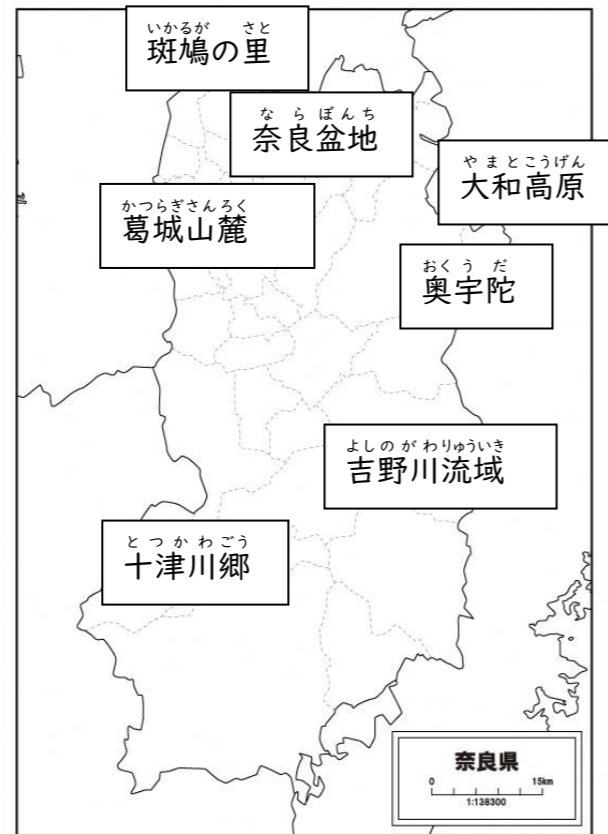 いかるが さと
斑鳩の里
ならぼんち
奈良盆地
やまとこうげん
大和高原
かつらぎさんろく
葛城山麓
おくうだ
奥宇陀
よしのがわりゅういき
吉野川流域
とつかわごう
十津川郷
奈良県
0 15km
1:138300